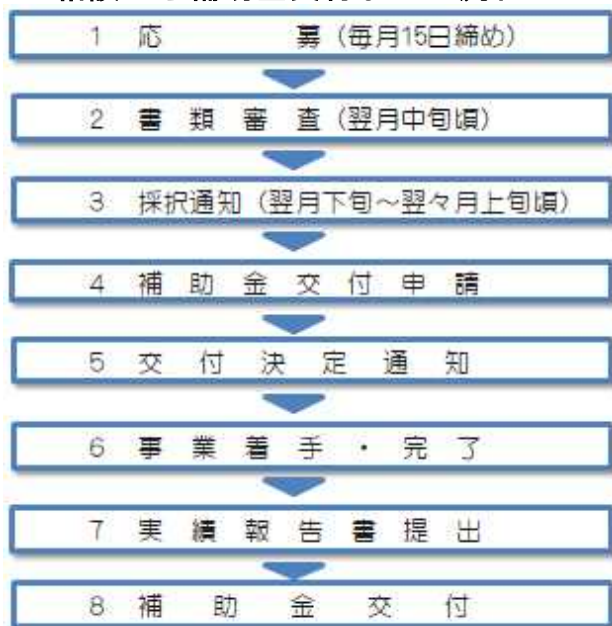 1 応募(毎月15日締め)
2 書類審査(翌月中旬頃)
3 採択通知(翌月下旬~翌々月上旬頃)
4 補助金交付申請
5 交付決定通知
6 事業着手・完了
7 実績報告書提出
8 補助金交付